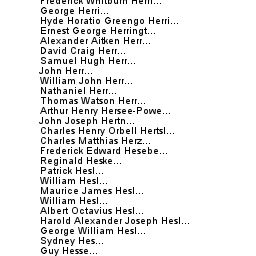 Frederick Whitburn Herri...
George Herri...
Hyde Horatio Greengo Herri...
Ernest George Herringt...
Alexander Aitken Herr...
David Craig Herr...
Samuel Hugh Herr...
John Herr...
William John Herr...
Nathaniel Herr...
Thomas Watson Herr...
Arthur Henry Hersee-Powe...
John Joseph Hertn...
Charles Henry Orbell Hertsl...
Charles Matthias Herz...
Frederick Edward Hesebe...
Reginald Heske...
Patrick Hesl...
William Hesl...
Maurice James Hesl...
William Hesl...
Albert Octavius Hesl...
Harold Alexander Joseph Hesl...
George William Hesl...
Sydney Hes...
Guy Hesse...